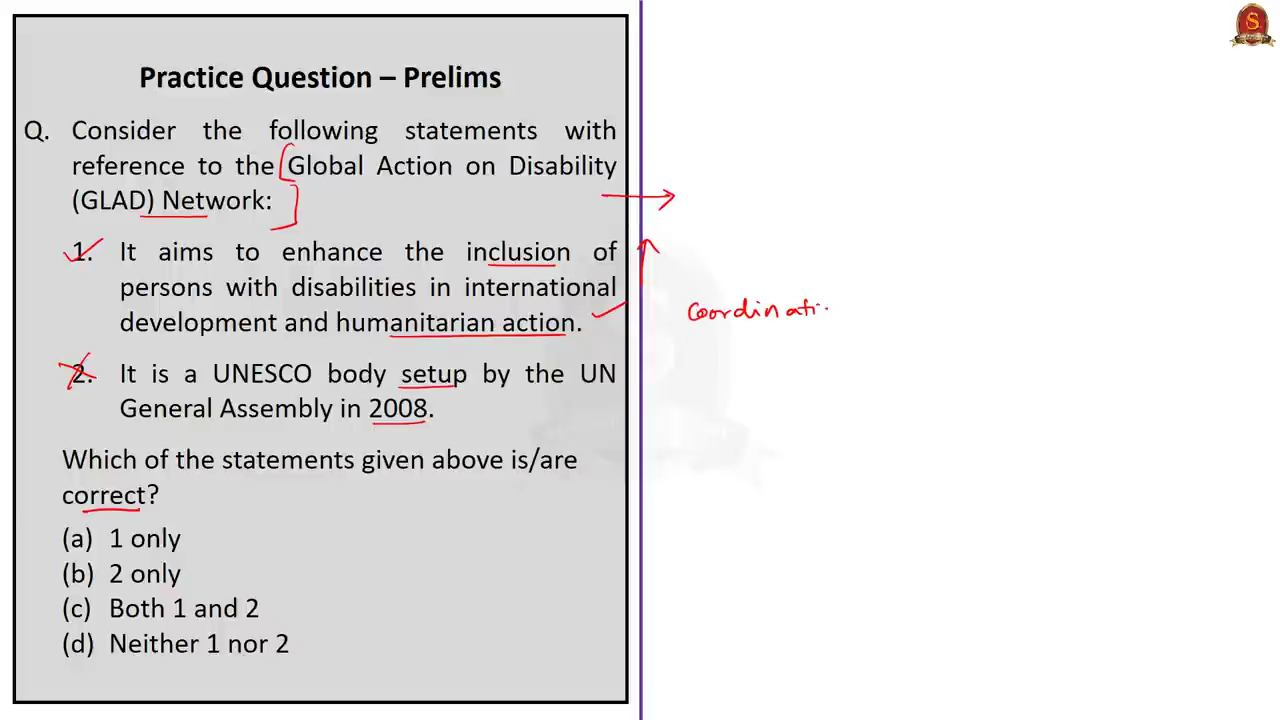 Practice Question – Prelims
Q. Consider the following statements with
reference to the Global Action on Disability
(GLAD) Network:
1. It aims to enhance the inclusion of
persons with disabilities in international
development and humanitarian action.
2. It is a UNESCO body setup by the UN
General Assembly in 2008.
Which of the statements given above is/are
correct?
(a) 1 only
(b) 2 only
(c) Both 1 and 2
(d) Neither 1 nor 2
Coordinati
S